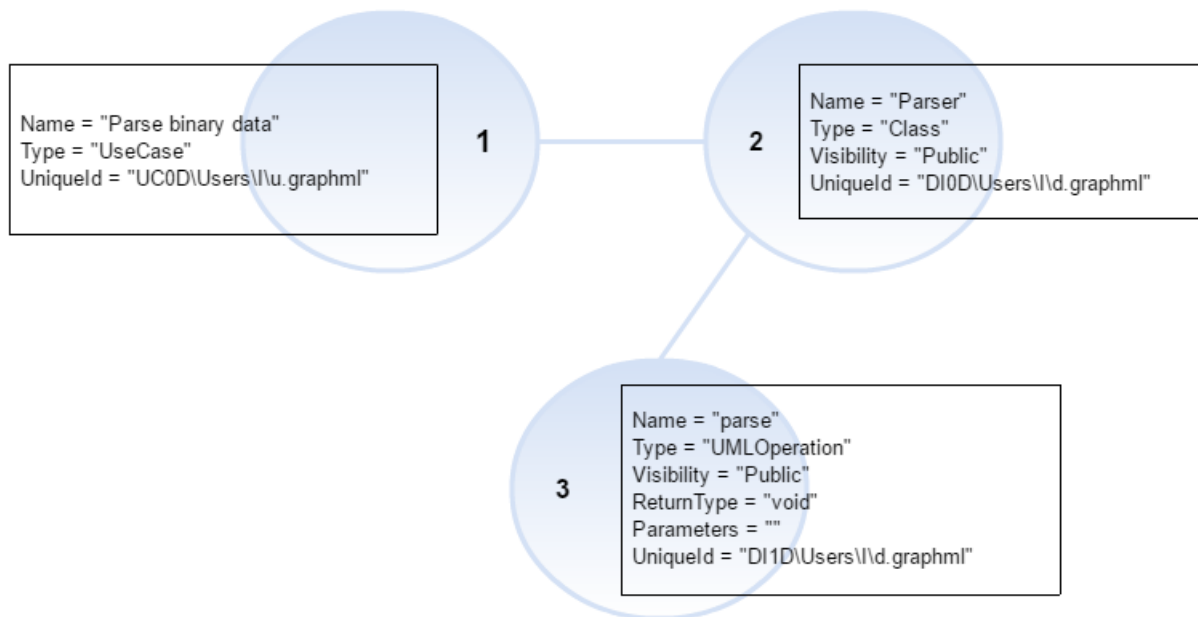 Name = "Parse binary data"
Type = "UseCase"
UniqueId = "UC0D\Users\I\u.graphml"
1
2
Name = "Parser"
Type = "Class"
Visibility = "Public"
UniqueId = "DI0D\Users\I\d.graphml"
3
Name = "parse"
Type = "UMLOperation"
Visibility = "Public"
ReturnType = "void"
Parameters = ""
UniqueId = "DI1D\Users\I\d.graphml"